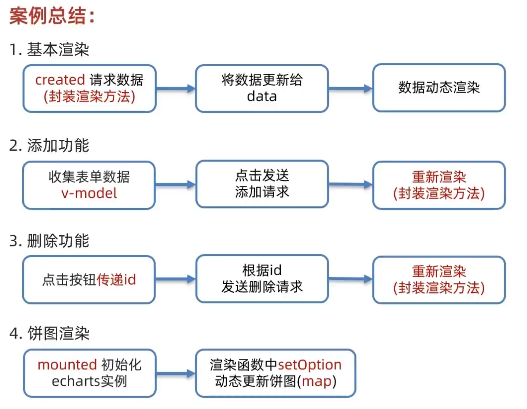 案例总结：
1. 基本渲染
created 请求数据
(封装渲染方法)
将数据更新给
data
数据动态渲染
2. 添加功能
收集表单数据
v-model
点击发送
添加请求
重新渲染
(封装渲染方法)
3. 删除功能
点击按钮传递id
根据id
发送删除请求
重新渲染
(封装渲染方法)
4. 饼图渲染
mounted 初始化
echarts实例
渲染函数中setOption
动态更新饼图(map)